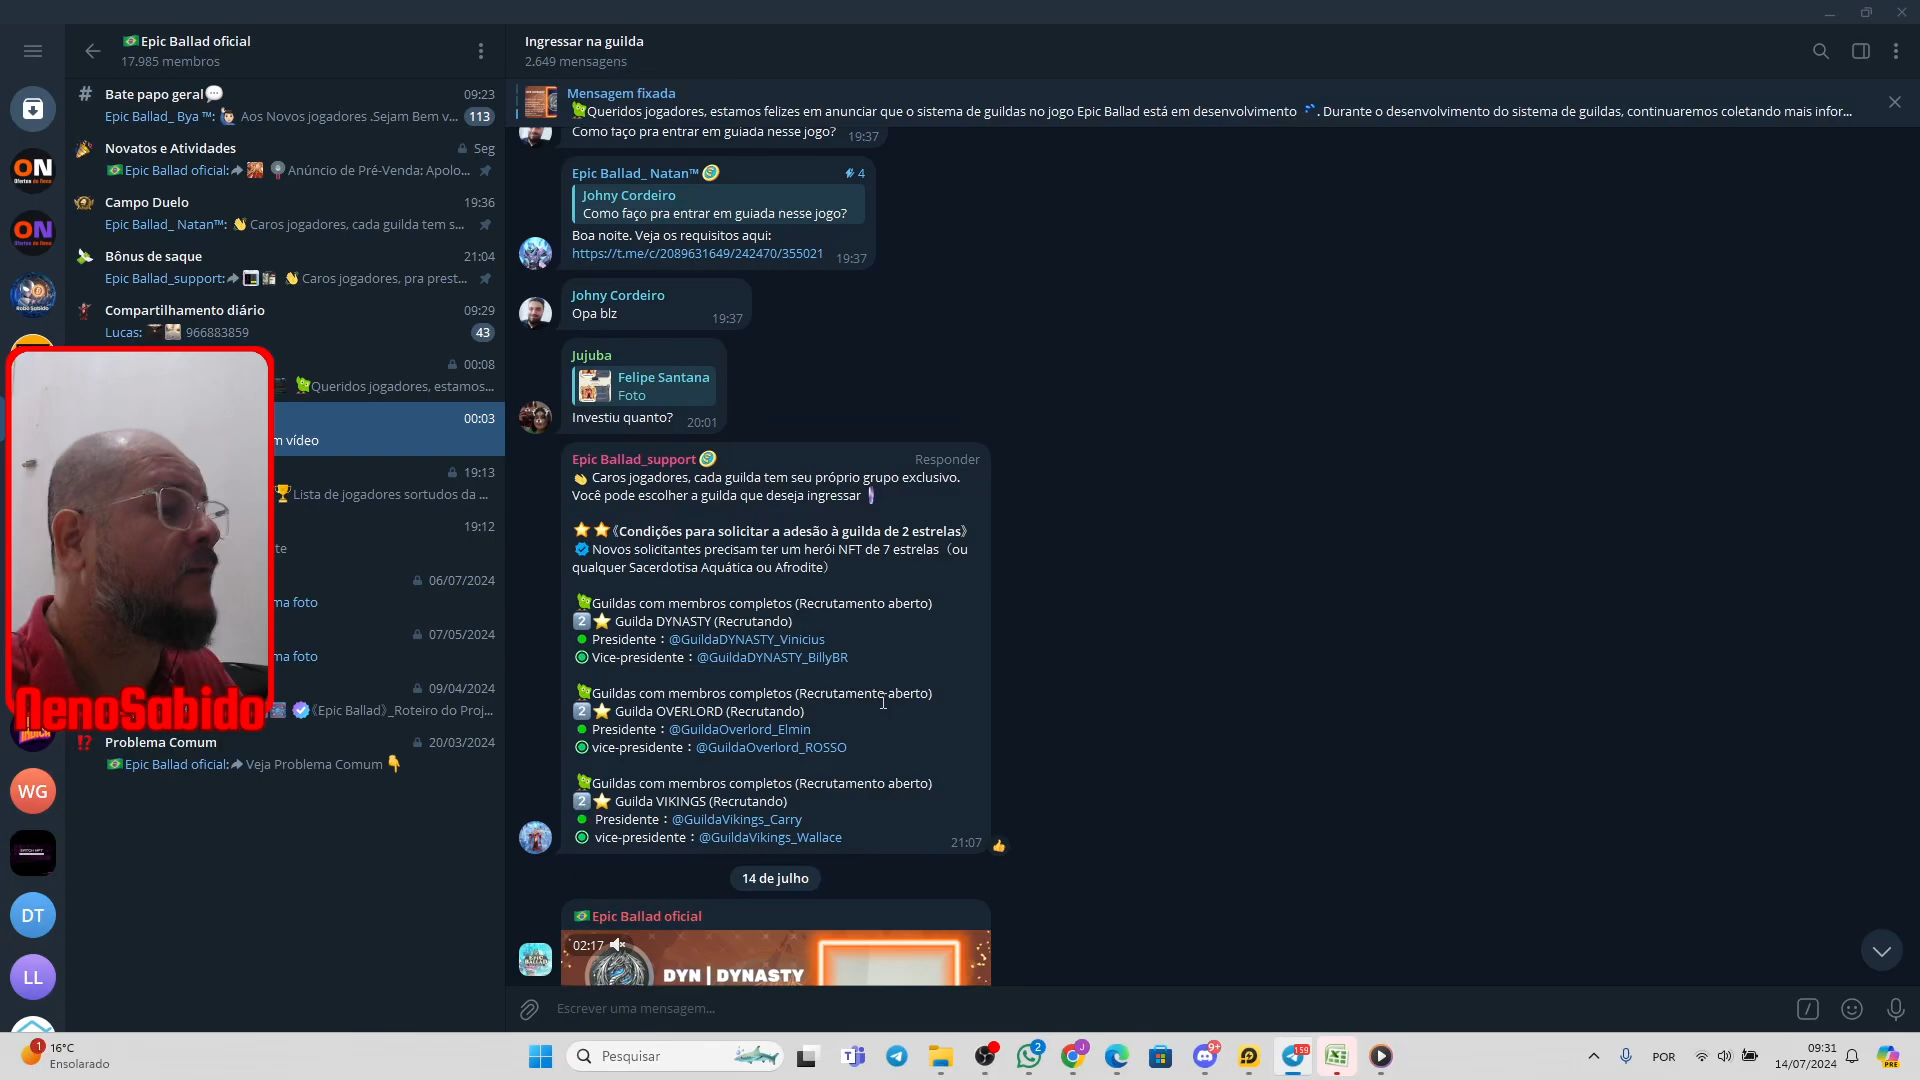 🇧🇷Epic Ballad oficial
17.985 membros
Bate papo geral💬
09:23
Epic Ballad_ Bya ™: 🙋🏻 Aos Novos jogadores .Sejam Bem v...
113
Novatos e Atividades
Seg
🇧🇷Epic Ballad oficial: Anúncio de Pré-Venda: Apolo...
Campo Duelo
19:36
Epic Ballad_ Natan™: 👋 Caros jogadores, cada guilda tem s...
Bônus de saque
21:04
Epic Ballad_support: 👋 Caros jogadores, pra prest...
Compartilhamento diário
09:29
Lucas: 966883859
43
00:08
Queridos jogadores, estamos...
00:03
m vídeo
19:13
🏆Lista de jogadores sortudos da ...
19:12
te
06/07/2024
na foto
07/05/2024
na foto
09/04/2024
《Epic Ballad》_Roteiro do Proj...
Problema Comum
20/03/2024
🇧🇷Epic Ballad oficial: Veja Problema Comum 👇
ON
ON
WG
DT
LL
NenoSabido
Ingressar na guilda
2.649 mensagens
Mensagem fixada
Queridos jogadores, estamos felizes em anunciar que o sistema de guildas no jogo Epic Ballad está em desenvolvimento 💦. Durante o desenvolvimento do sistema de guildas, continuaremos coletando mais infor...
Como faço pra entrar em guiada nesse jogo? 19:37
Epic Ballad_ Natan™
4
Johny Cordeiro
Como faço pra entrar em guiada nesse jogo?
Boa noite. Veja os requisitos aqui:
https://t.me/c/2089631649/242470/355021 19:37
Johny Cordeiro
Opa blz
19:37
Jujuba
Felipe Santana
Foto
Investiu quanto? 20:01
Epic Ballad_support
Responder
👏 Caros jogadores, cada guilda tem seu próprio grupo exclusivo.
Você pode escolher a guilda que deseja ingressar
⭐⭐《Condições para solicitar a adesão à guilda de 2 estrelas》
Novos solicitantes precisam ter um herói NFT de 7 estrelas（ou
qualquer Sacerdotisa Aquática ou Afrodite）
Guildas com membros completos (Recrutamento aberto)
2️⃣⭐ Guilda DYNASTY (Recrutando)
Presidente：@GuildaDYNASTY_Vinicius
Vice-presidente：@GuildaDYNASTY_BillyBR
Guildas com membros completos (Recrutamento aberto)
2️⃣⭐ Guilda OVERLORD (Recrutando)
Presidente：@GuildaOverlord_Elmin
vice-presidente：@GuildaOverlord_ROSSO
Guildas com membros completos (Recrutamento aberto)
2️⃣⭐ Guilda VIKINGS (Recrutando)
Presidente：@GuildaVikings_Carry
vice-presidente：@GuildaVikings_Wallace
21:07
👍
14 de julho
🇧🇷Epic Ballad oficial
02:17
DYN | DYNASTY
Escrever uma mensagem...
1
16°C
Ensolarado
Pesquisar
2
9+
159
POR
09:31
14/07/2024